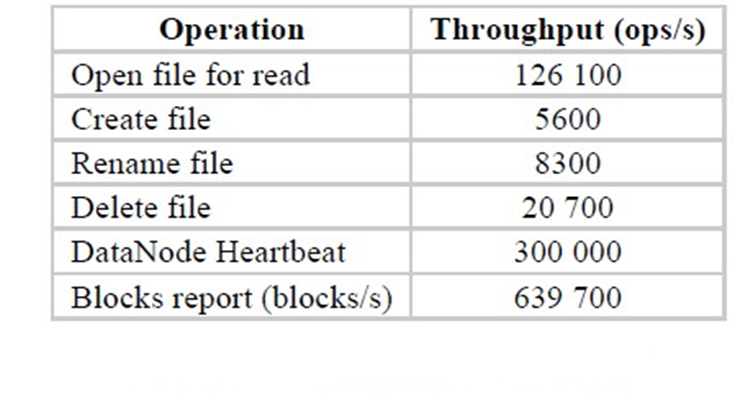 Operation Throughput (ops/s)
Open file for read 126 100
Create file 5600
Rename file 8300
Delete file 20 700
DataNode Heartbeat 300 000
Blocks report (blocks/s) 639 700